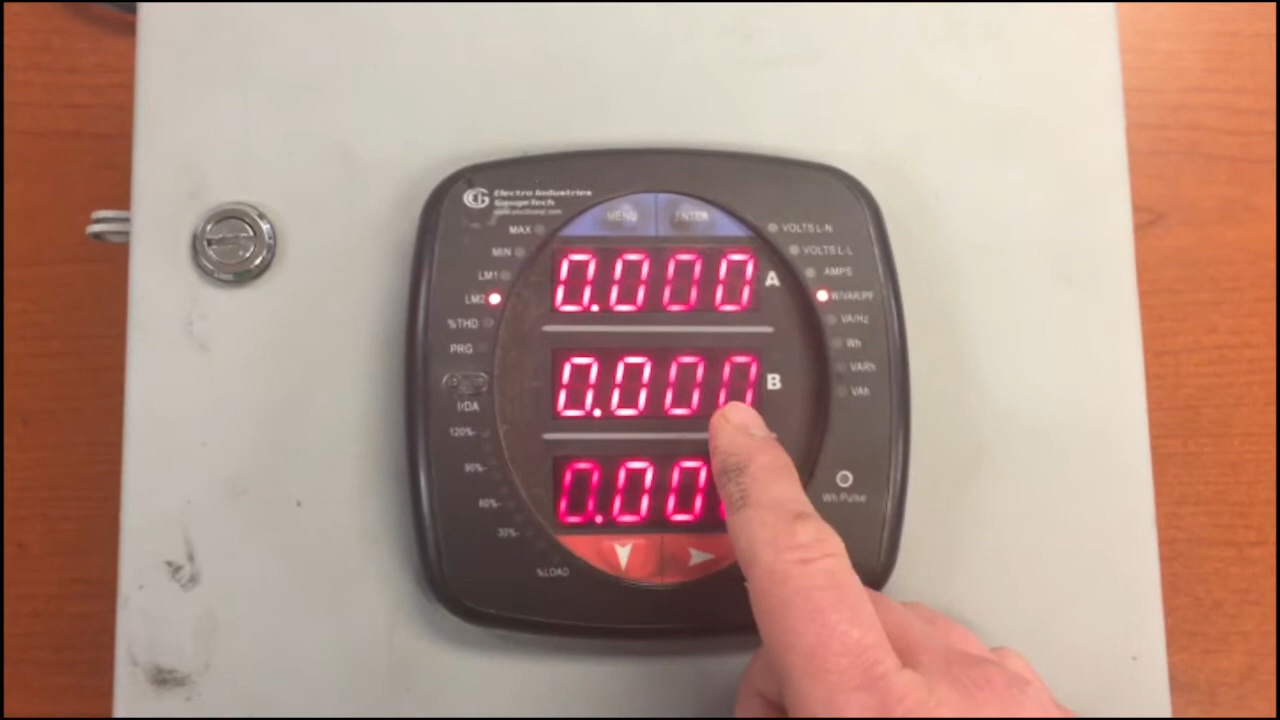 Electro Industries
GaugeTech
MENU
ENTER
MAX
MIN
LM1
LM2
%THD
PRG
IrDA
120%-
90%-
60%-
30%-
%LOAD
0.000
A
0.000
B
0.00
VOLTS L-N
VOLTS L-L
AMPS
W/VAR/PF
VA/Hz
Wh
VARh
VAh
Wh Pulse